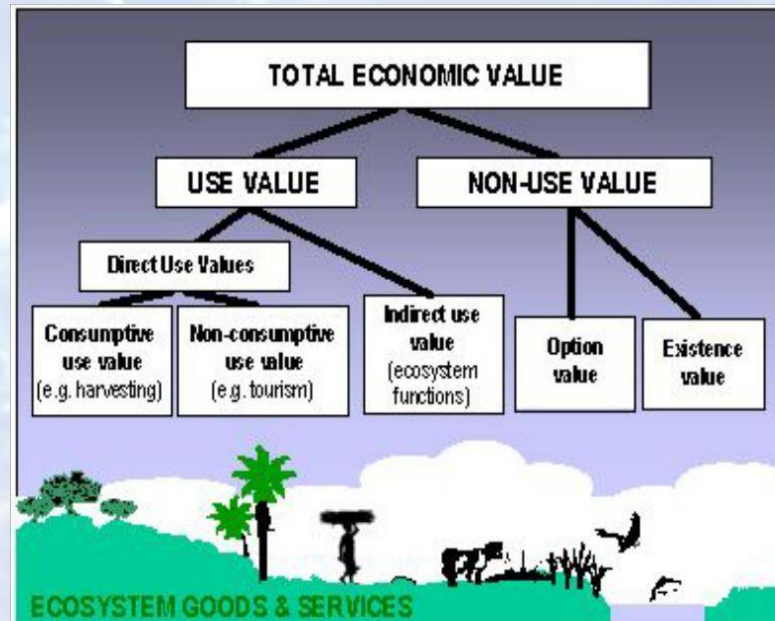 TOTAL ECONOMIC VALUE
USE VALUE
NON-USE VALUE
Direct Use Values
Consumptive
use value
(e.g. harvesting)
Non-consumptive
use value
(e.g. tourism)
Indirect use
value
(ecosystem
functions)
Option
value
Existence
value
ECOSYSTEM GOODS & SERVICES